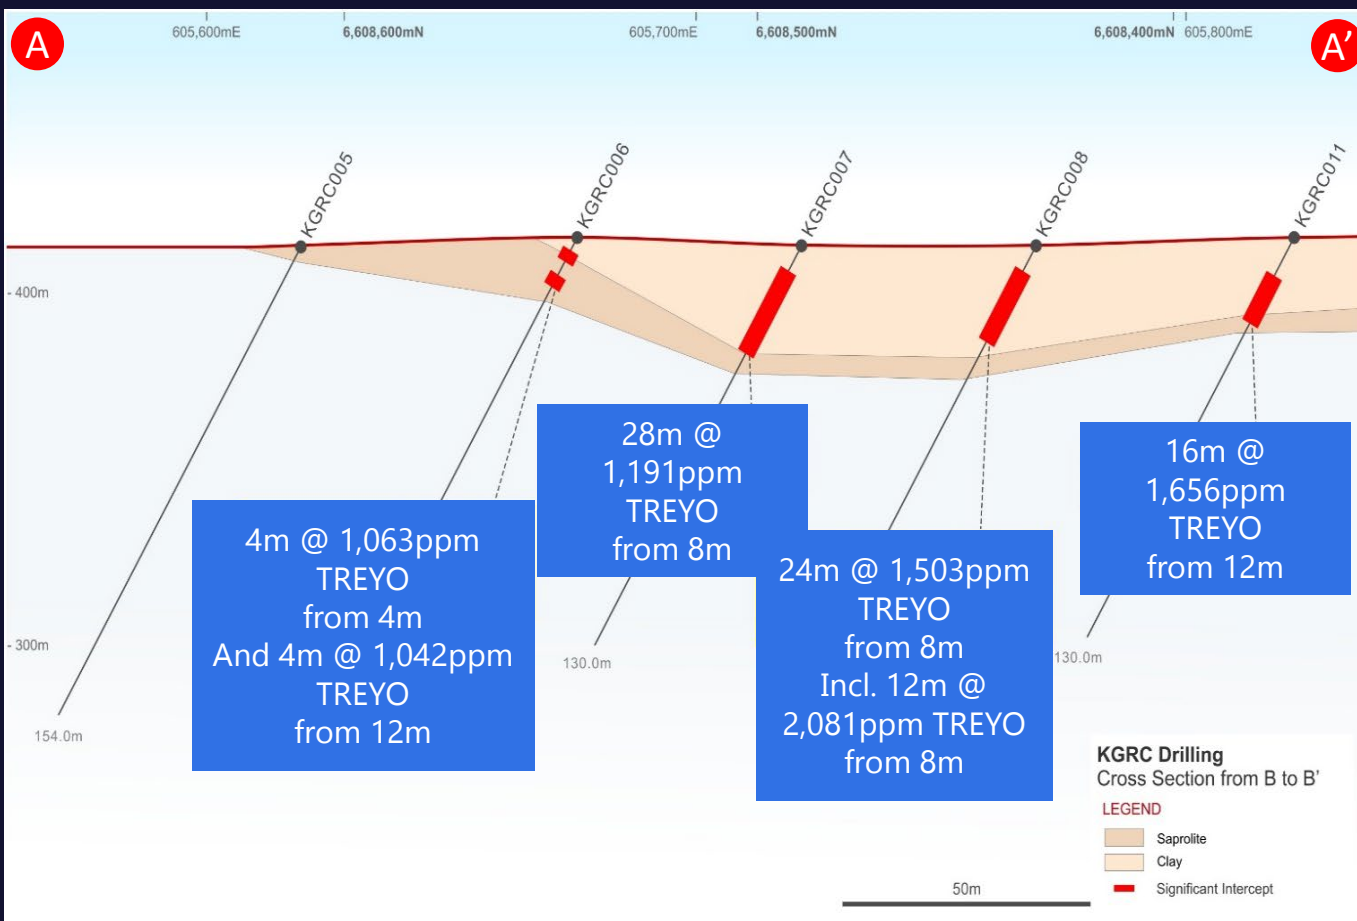 A
605,600mE
6,608,600mN
605,700mE
6,608,500mN
6,608,400mN
605,800mE
A’
KGRC005
KGRC006
KGRC007
KGRC008
KGRC011
- 400m
28m @
1,191ppm
TREYO
from 8m
16m @
1,656ppm
TREYO
from 12m
4m @ 1,063ppm
TREYO
from 4m
And 4m @ 1,042ppm
TREYO
from 12m
24m @ 1,503ppm
TREYO
from 8m
Incl. 12m @
2,081ppm TREYO
from 8m
- 300m
130.0m
130.0m
154.0m
KGRC Drilling
Cross Section from B to B’
LEGEND
Saprolite
Clay
Significant Intercept
50m